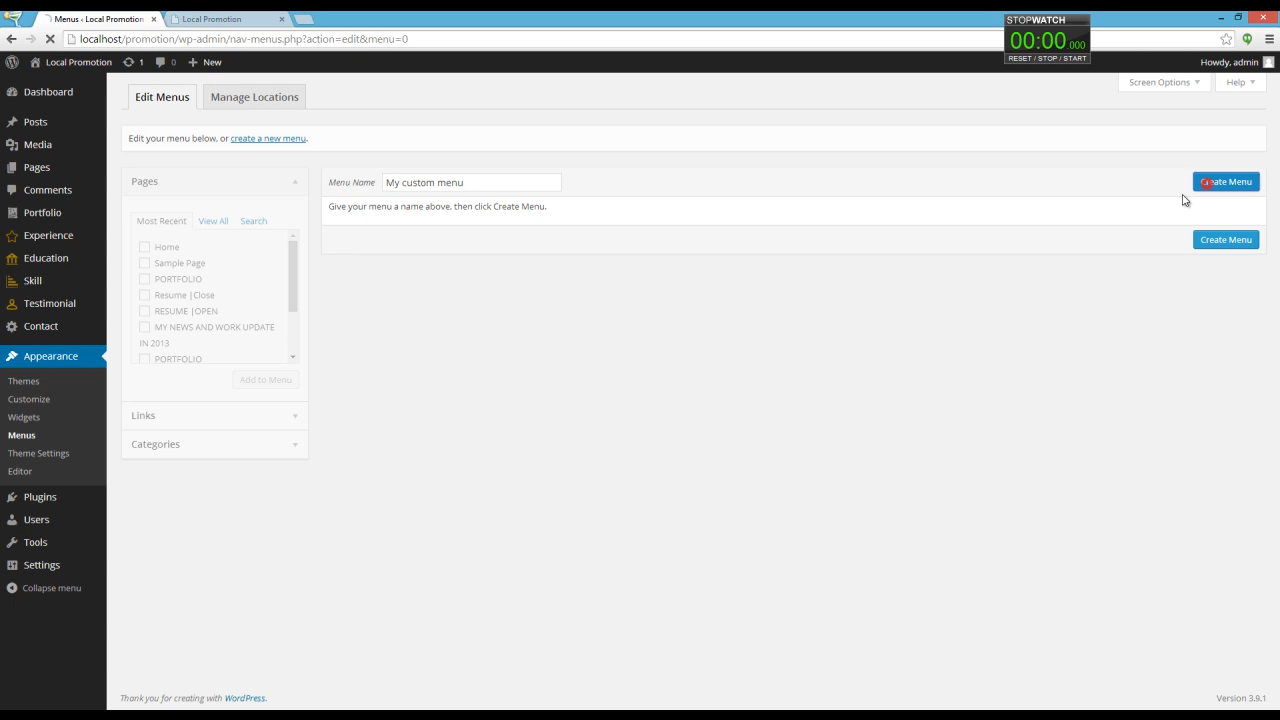 Menus ‹ Local Promotion
Local Promotion
STOPWATCH
00:00.000
RESET / STOP / START
localhost/promotion/wp-admin/nav-menus.php?action=edit&menu=0
Local Promotion 1 0 New Howdy, admin
Screen Options Help
Dashboard
Posts
Media
Pages
Comments
Portfolio
Experience
Education
Skill
Testimonial
Contact
Appearance
Themes
Customize
Widgets
Menus
Theme Settings
Editor
Plugins
Users
Tools
Settings
Collapse menu
Edit Menus Manage Locations
Edit your menu below, or create a new menu.
Pages
Most Recent View All Search
Home
Sample Page
PORTFOLIO
Resume |Close
RESUME |OPEN
MY NEWS AND WORK UPDATE
IN 2013
PORTFOLIO
Add to Menu
Links
Categories
Menu Name My custom menu Create Menu
Give your menu a name above, then click Create Menu.
Create Menu
Thank you for creating with WordPress.
Version 3.9.1